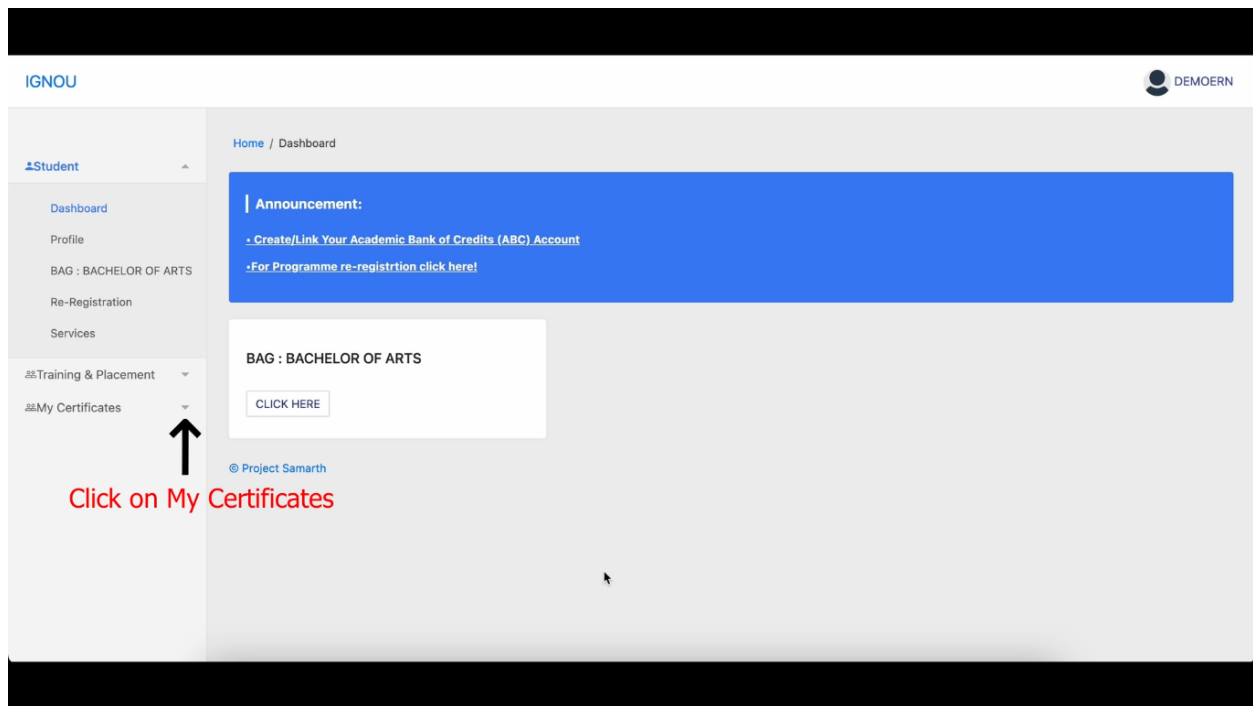 IGNOU
DEMOERN
Home / Dashboard
Student
Dashboard
Profile
BAG : BACHELOR OF ARTS
Re-Registration
Services
Training & Placement
My Certificates
Announcement:
• Create/Link Your Academic Bank of Credits (ABC) Account
•For Programme re-registrtion click here!
BAG : BACHELOR OF ARTS
CLICK HERE
© Project Samarth
Click on My Certificates